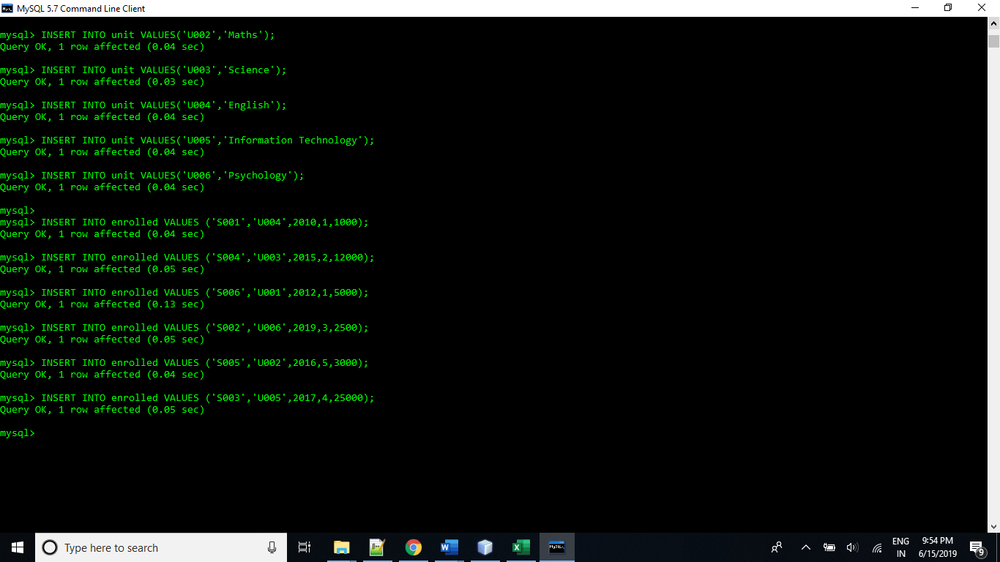 MySQL 5.7 Command Line Client
mysql> INSERT INTO unit VALUES('U002','Maths');
Query OK, 1 row affected (0.04 sec)
mysql> INSERT INTO unit VALUES('U003','Science');
Query OK, 1 row affected (0.03 sec)
mysql> INSERT INTO unit VALUES('U004','English');
Query OK, 1 row affected (0.04 sec)
mysql> INSERT INTO unit VALUES('U005','Information Technology');
Query OK, 1 row affected (0.04 sec)
mysql> INSERT INTO unit VALUES('U006','Psychology');
Query OK, 1 row affected (0.04 sec)
mysql>
mysql> INSERT INTO enrolled VALUES ('S001','U004',2010,1,1000);
Query OK, 1 row affected (0.04 sec)
mysql> INSERT INTO enrolled VALUES ('S004','U003',2015,2,12000);
Query OK, 1 row affected (0.05 sec)
mysql> INSERT INTO enrolled VALUES ('S006','U001',2012,1,5000);
Query OK, 1 row affected (0.13 sec)
mysql> INSERT INTO enrolled VALUES ('S002','U006',2019,3,2500);
Query OK, 1 row affected (0.05 sec)
mysql> INSERT INTO enrolled VALUES ('S005','U002',2016,5,3000);
Query OK, 1 row affected (0.04 sec)
mysql> INSERT INTO enrolled VALUES ('S003','U005',2017,4,25000);
Query OK, 1 row affected (0.05 sec)
mysql>
Type here to search
ENG
IN
9:54 PM
6/15/2019
9